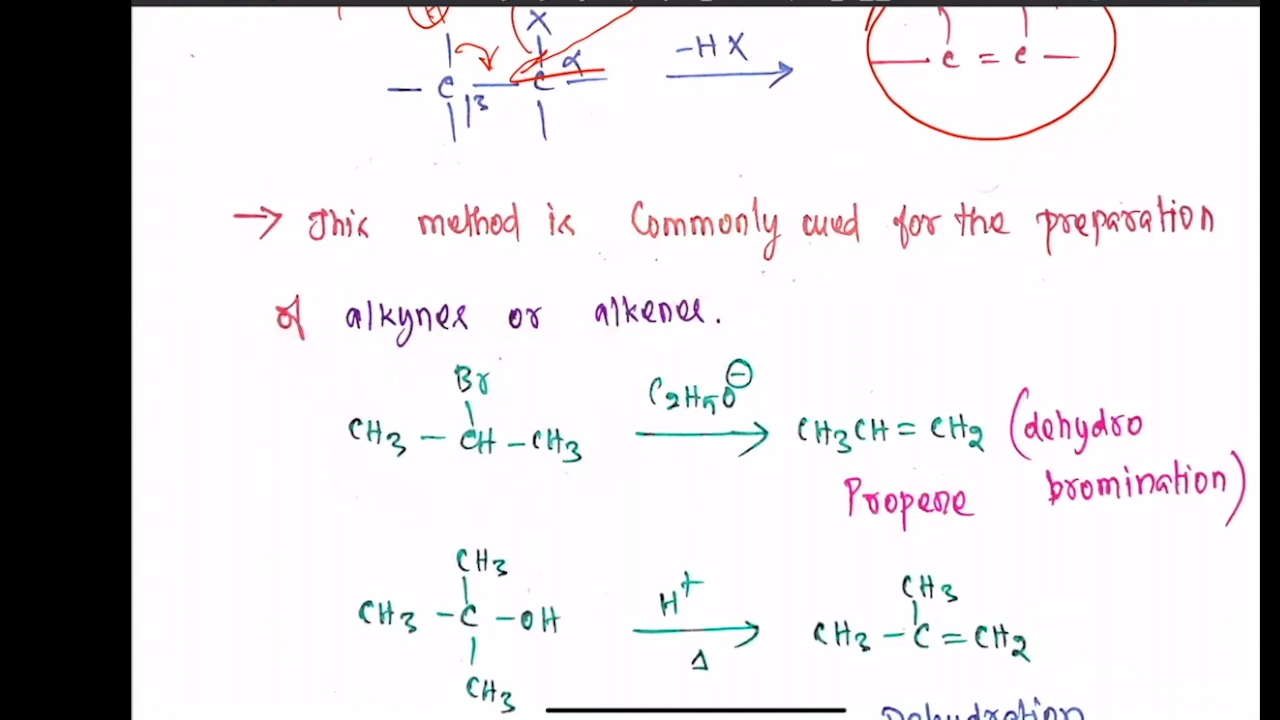 X
— C — C — α
β
-HX
— C = C —
→ This method is Commonly used for the preparation
of alkynes or alkenes.
Br
CH3 — CH — CH3
C2H5O⊖
CH3CH = CH2 (dehydro
bromination)
Propene
CH3
CH3 — C — OH
CH3
H+
Δ
CH3
CH3 — C = CH2
Dehydration